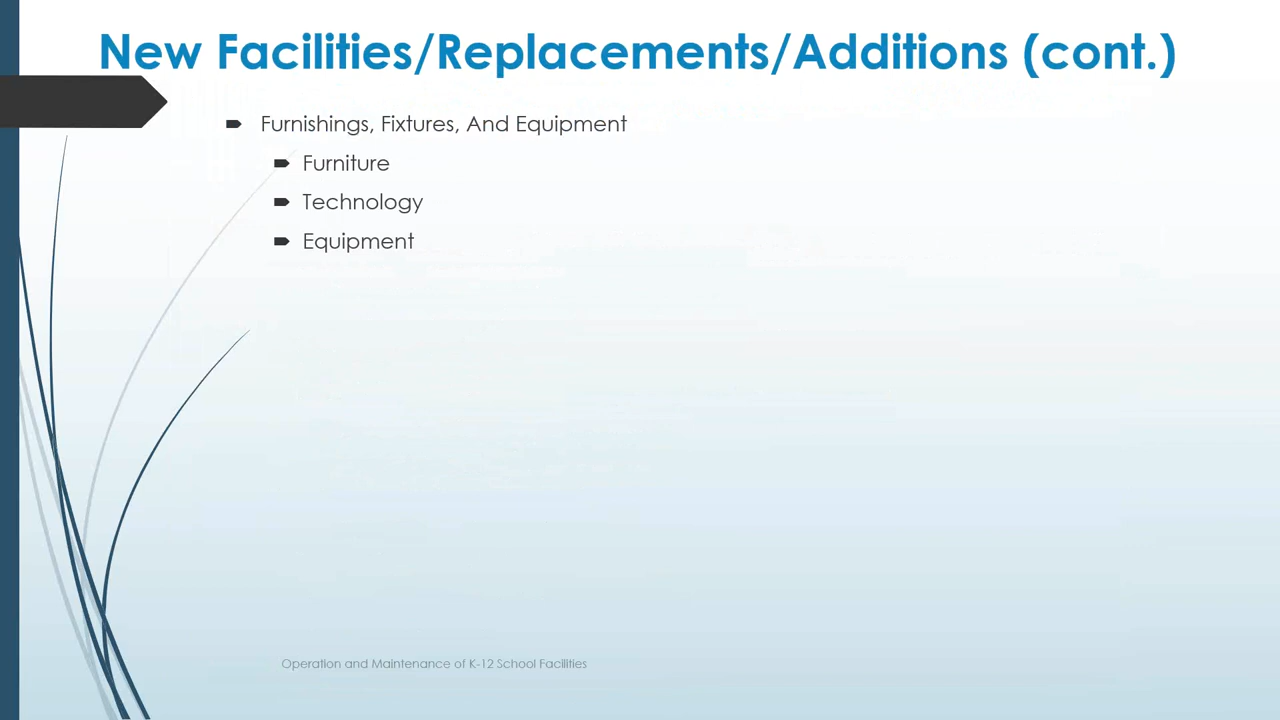 New Facilities/Replacements/Additions (cont.)
Furnishings, Fixtures, And Equipment
Furniture
Technology
Equipment
Operation and Maintenance of K-12 School Facilities